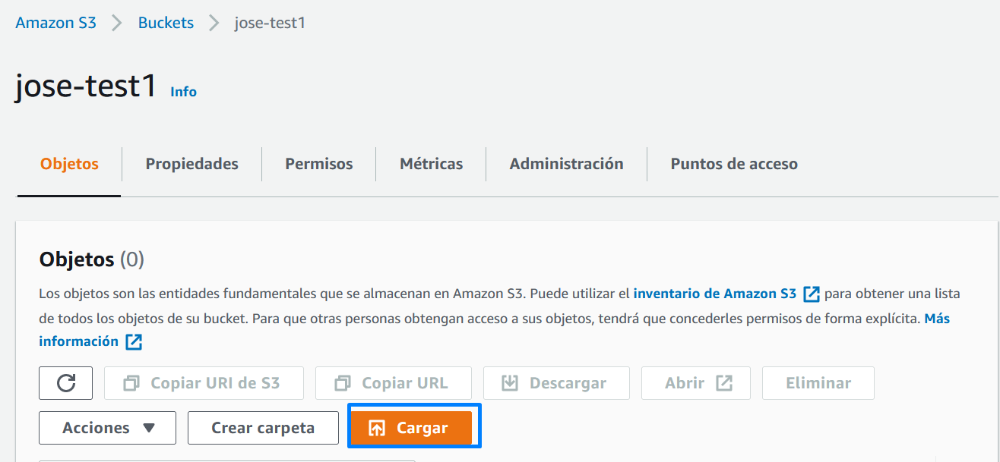 Amazon S3 > Buckets > jose-test1
jose-test1 Info
Objetos Propiedades Permisos Métricas Administración Puntos de acceso
Objetos (0)
Los objetos son las entidades fundamentales que se almacenan en Amazon S3. Puede utilizar el inventario de Amazon S3 para obtener una lista
de todos los objetos de su bucket. Para que otras personas obtengan acceso a sus objetos, tendrá que concederles permisos de forma explícita. Más
información
Copiar URI de S3 Copiar URL Descargar Abrir Eliminar
Acciones Crear carpeta Cargar